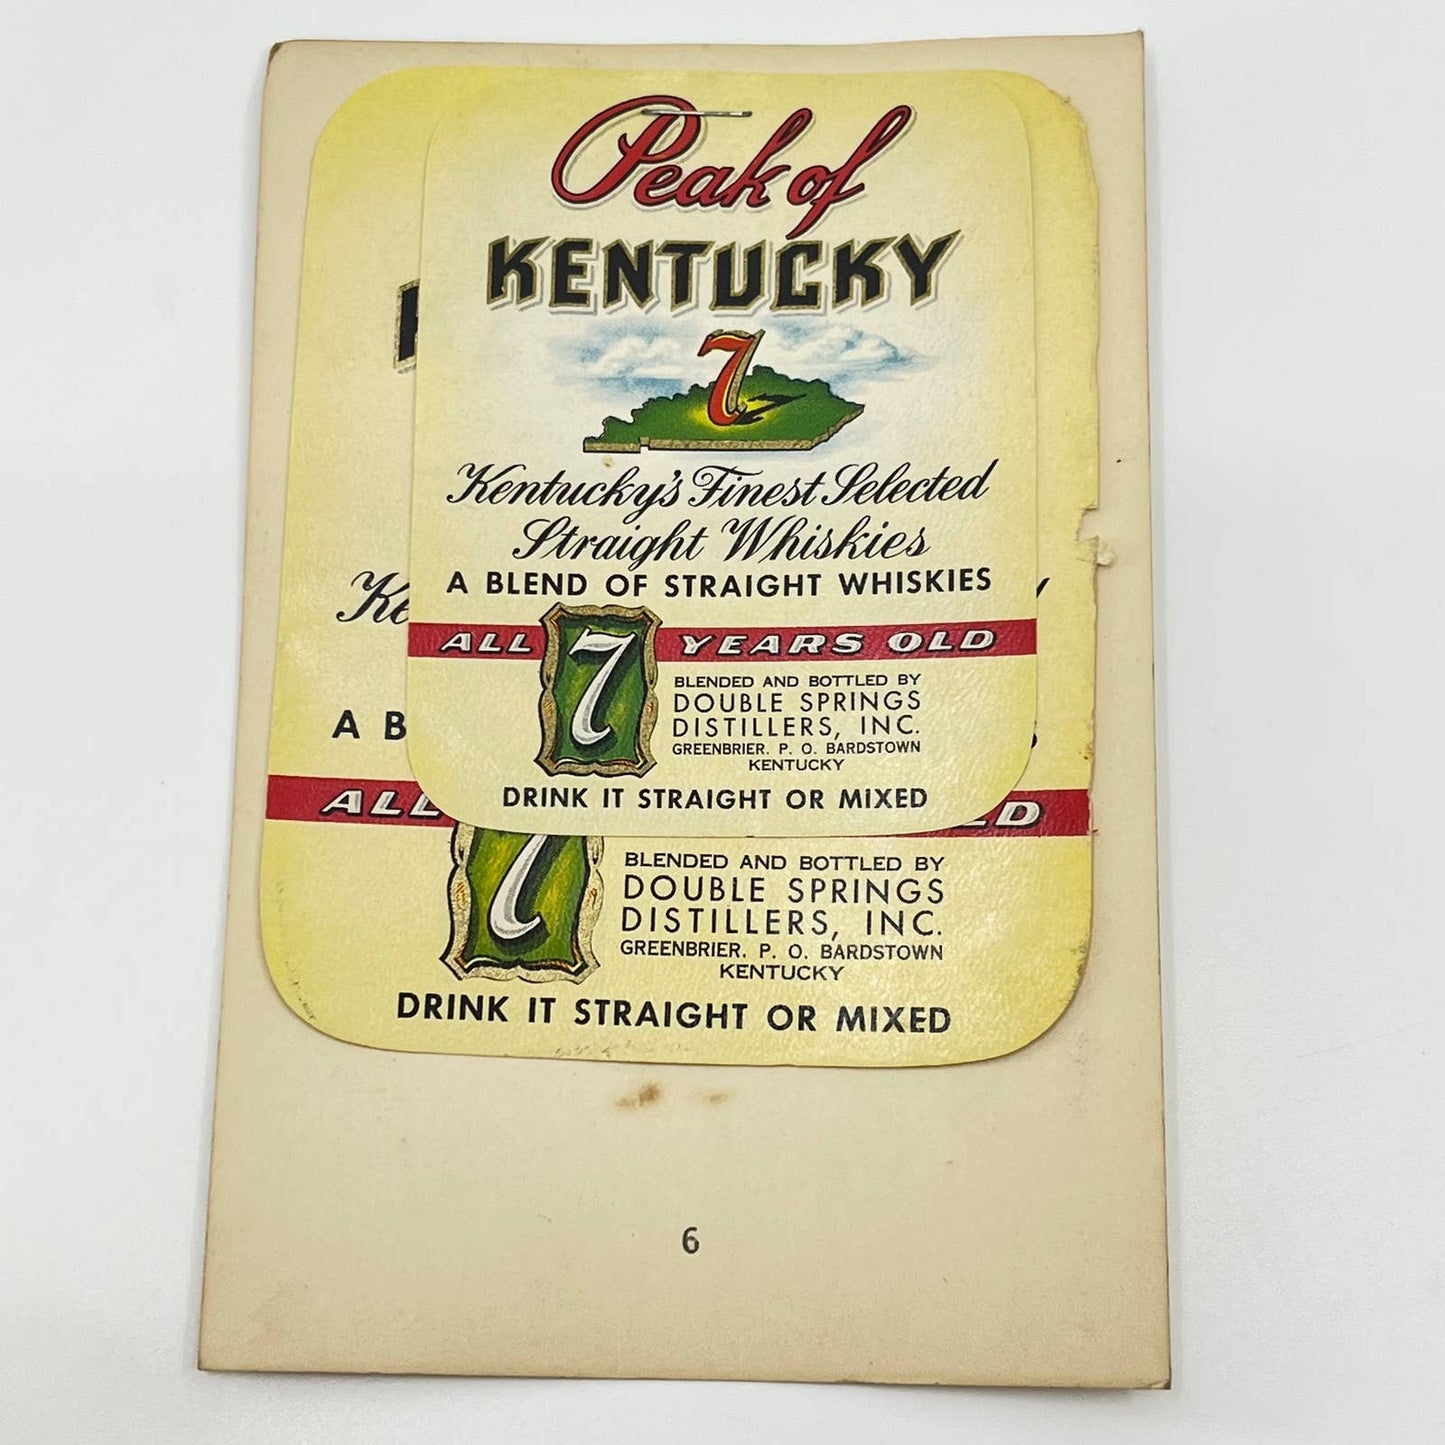 Peak of
KENTUCKY
7
Kentucky's Finest Selected
Straight Whiskies
A BLEND OF STRAIGHT WHISKIES
ALL 7 YEARS OLD
BLENDED AND BOTTLED BY
DOUBLE SPRINGS
DISTILLERS, INC.
GREENBRIER, P. O. BARDSTOWN
KENTUCKY
DRINK IT STRAIGHT OR MIXED
Ke
A B
ALL
LD
7
BLENDED AND BOTTLED BY
DOUBLE SPRINGS
DISTILLERS, INC.
GREENBRIER, P. O. BARDSTOWN
KENTUCKY
DRINK IT STRAIGHT OR MIXED
6